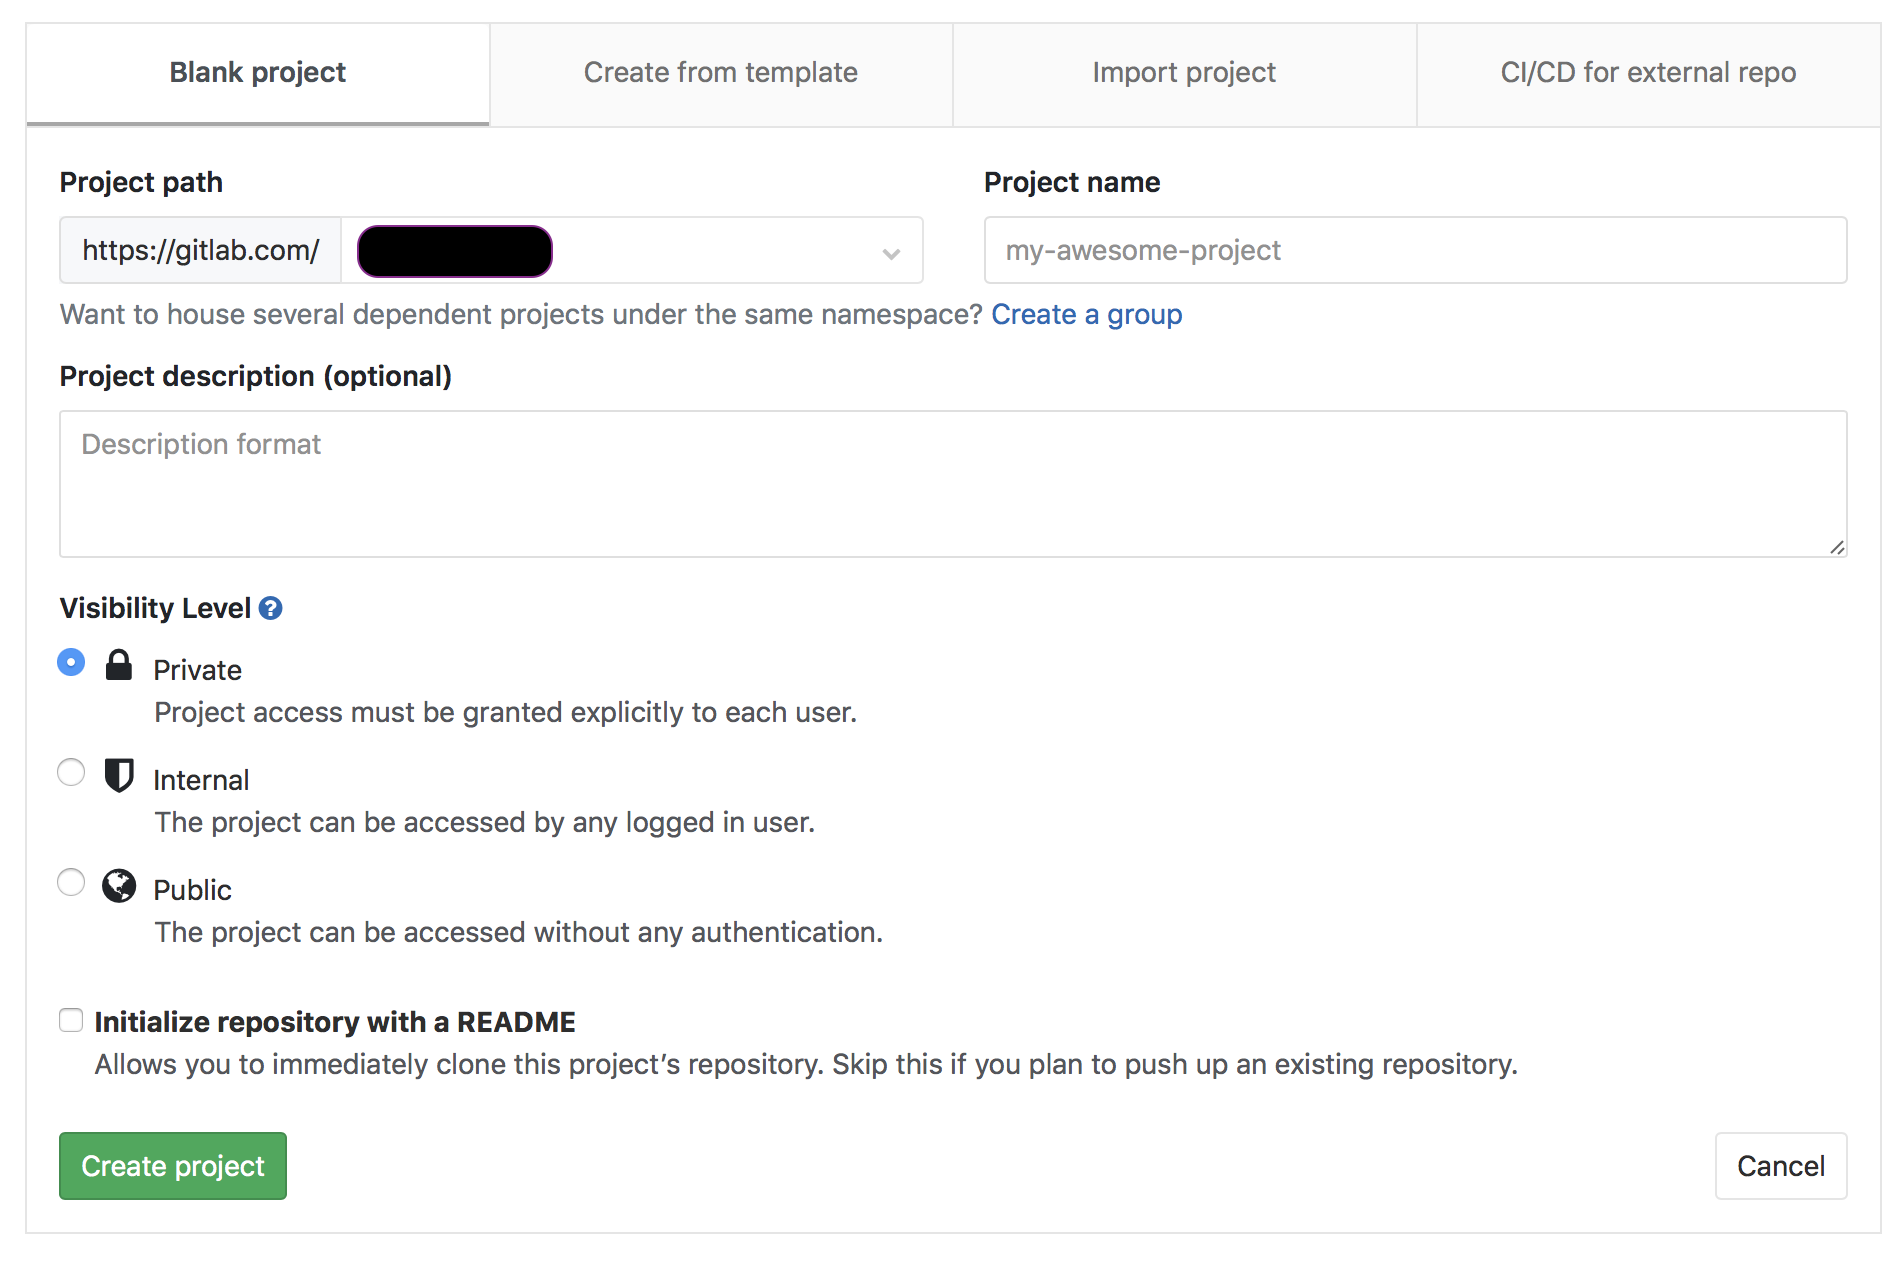 Blank project
Create from template
Import project
CI/CD for external repo
Project path
Project name
https://gitlab.com/
my-awesome-project
Want to house several dependent projects under the same namespace? Create a group
Project description (optional)
Description format
Visibility Level ?
Private
Project access must be granted explicitly to each user.
Internal
The project can be accessed by any logged in user.
Public
The project can be accessed without any authentication.
Initialize repository with a README
Allows you to immediately clone this project’s repository. Skip this if you plan to push up an existing repository.
Create project
Cancel